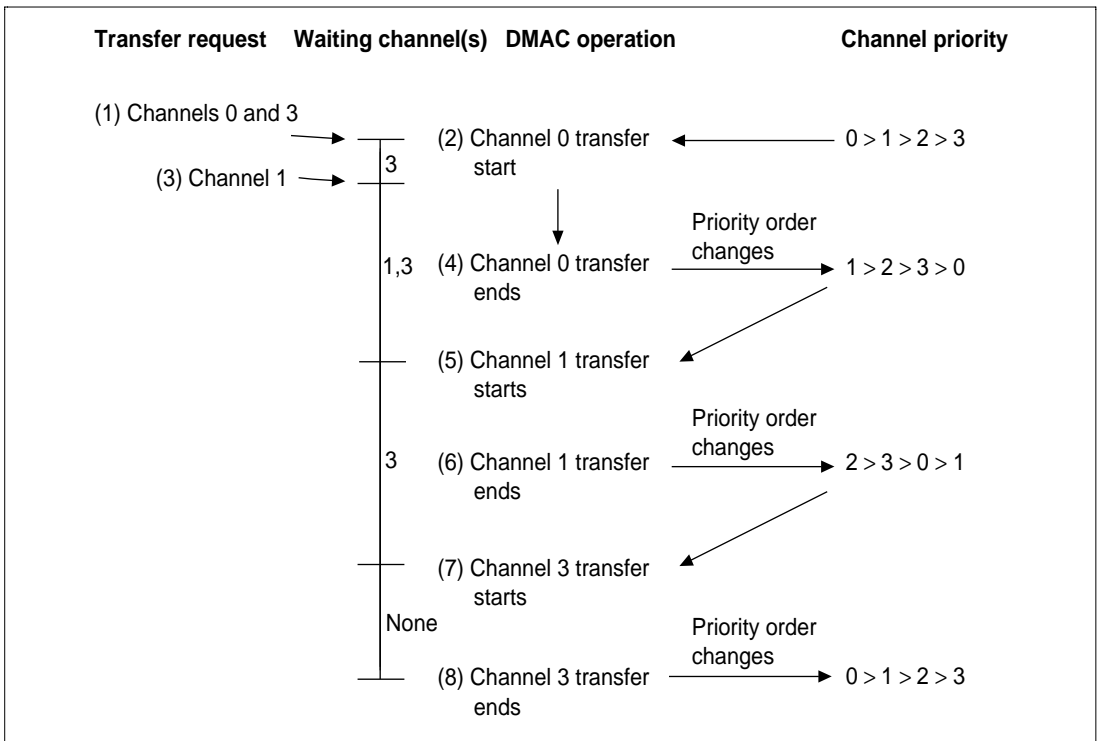 Transfer request Waiting channel(s) DMAC operation Channel priority
(1) Channels 0 and 3
(2) Channel 0 transfer start
0 > 1 > 2 > 3
3
(3) Channel 1
Priority order changes
1,3
(4) Channel 0 transfer ends
1 > 2 > 3 > 0
(5) Channel 1 transfer starts
Priority order changes
3
(6) Channel 1 transfer ends
2 > 3 > 0 > 1
(7) Channel 3 transfer starts
None
Priority order changes
(8) Channel 3 transfer ends
0 > 1 > 2 > 3